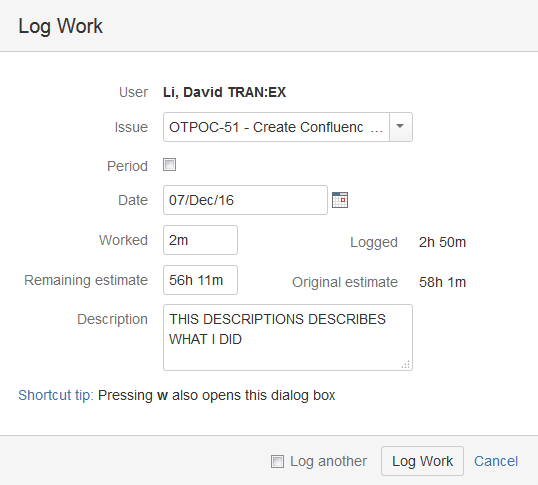 Log Work
User Li, David TRAN:EX
Issue OTPOC-51 - Create Confluenc ...
Period
Date 07/Dec/16
Worked 2m Logged 2h 50m
Remaining estimate 56h 11m Original estimate 58h 1m
Description THIS DESCRIPTIONS DESCRIBES
WHAT I DID
Shortcut tip: Pressing w also opens this dialog box
Log another Log Work Cancel